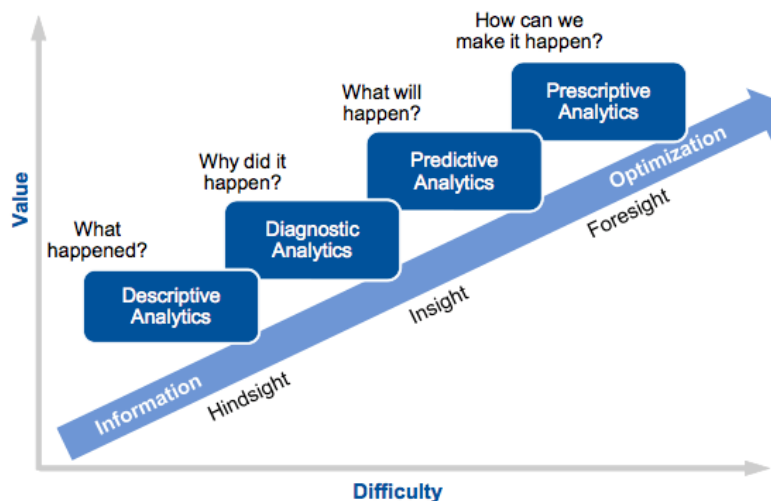 How can we
make it happen?
Prescriptive
Analytics
What will
happen?
Predictive
Analytics
Why did it
happen?
Diagnostic
Analytics
What
happened?
Descriptive
Analytics
Value
Information
Optimization
Hindsight
Insight
Foresight
Difficulty